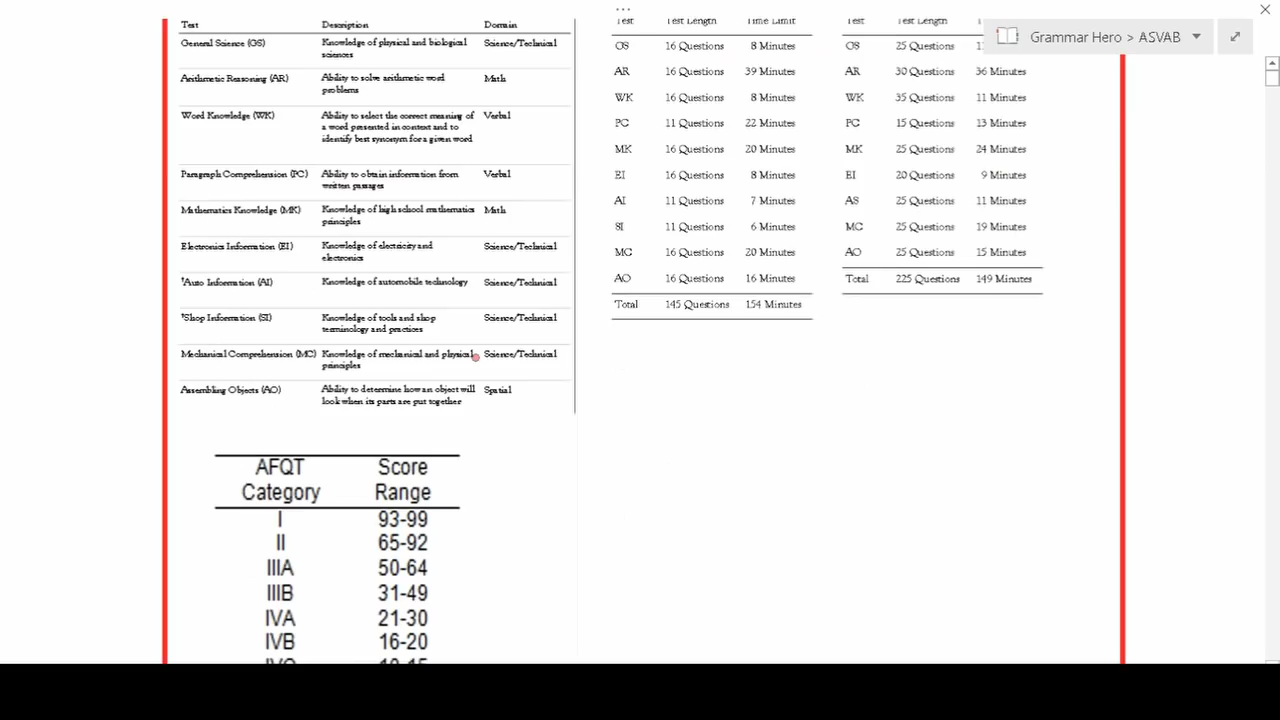 Grammar Hero > ASVAB
Test Description Domain
General Science (GS) Knowledge of physical and biological Science/Technical
sciences
Arithmetic Reasoning (AR) Ability to solve arithmetic word Math
problems
Word Knowledge (WK) Ability to select the correct meaning of Verbal
a word presented in context and to
identify best synonym for a given word
Paragraph Comprehension (PC) Ability to obtain information from Verbal
written passages
Mathematics Knowledge (MK) Knowledge of high school mathematics Math
principles
Electronics Information (EI) Knowledge of electricity and Science/Technical
electronics
Auto Information (AI) Knowledge of automobile technology Science/Technical
Shop Information (SI) Knowledge of tools and shop Science/Technical
terminology and practices
Mechanical Comprehension (MC) Knowledge of mechanical and physical Science/Technical
principles
Assembling Objects (AO) Ability to determine how an object will Spatial
look when its parts are put together
Test Test Length Time Limit
GS 16 Questions 8 Minutes
AR 16 Questions 39 Minutes
WK 16 Questions 8 Minutes
PC 11 Questions 22 Minutes
MK 16 Questions 20 Minutes
EI 16 Questions 8 Minutes
AI 11 Questions 7 Minutes
SI 11 Questions 6 Minutes
MC 16 Questions 20 Minutes
AO 16 Questions 16 Minutes
Total 145 Questions 154 Minutes
Test Test Length
GS 25 Questions
AR 30 Questions 36 Minutes
WK 35 Questions 11 Minutes
PC 15 Questions 13 Minutes
MK 25 Questions 24 Minutes
EI 20 Questions 9 Minutes
AS 25 Questions 11 Minutes
MC 25 Questions 19 Minutes
AO 25 Questions 15 Minutes
Total 225 Questions 149 Minutes
AFQT Score
Category Range
I 93-99
II 65-92
IIIA 50-64
IIIB 31-49
IVA 21-30
IVB 16-20